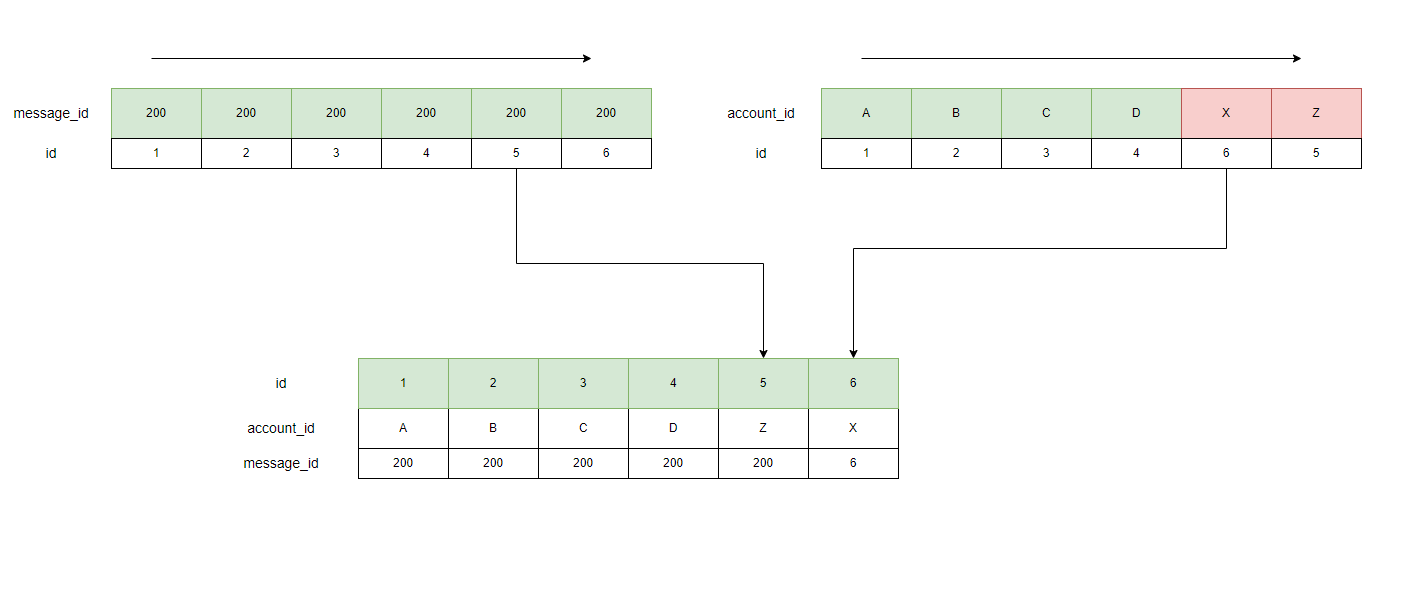 message_id 200 200 200 200 200 200
id 1 2 3 4 5 6
account_id A B C D X Z
id 1 2 3 4 6 5
id 1 2 3 4 5 6
account_id A B C D Z X
message_id 200 200 200 200 200 6